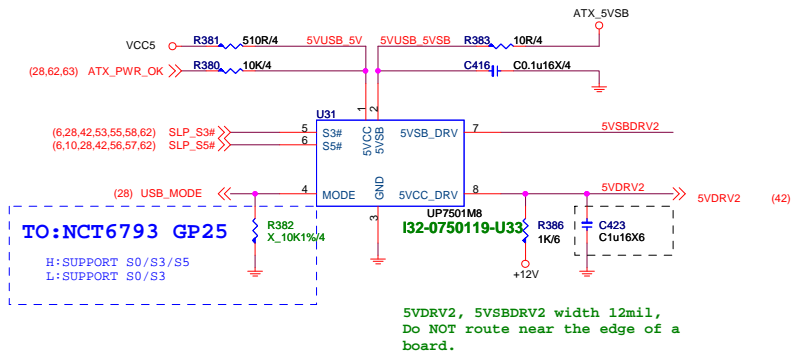 ATX_5VSB
VCC5
R381
510R/4
5VUSB_5V
5VUSB_5VSB
R383
10R/4
(28,62,63) ATX_PWR_OK
R380
10K/4
C416
C0.1u16X/4
U31
1
2
(6,28,42,53,55,58,62) SLP_S3#
5
S3#
5VCC
5VSB
5VSB_DRV
7
5VSBDRV2
(6,10,28,42,56,57,62) SLP_S5#
6
S5#
(28) USB_MODE
4
MODE
GND
5VCC_DRV
8
5VDRV2
5VDRV2 (42)
3
UP7501M8
I32-0750119-U33
R382
X_10K1%/4
R386
1K/6
+12V
C423
C1u16X6
TO:NCT6793 GP25
H:SUPPORT S0/S3/S5
L:SUPPORT S0/S3
5VDRV2, 5VSBDRV2 width 12mil,
Do NOT route near the edge of a
board.